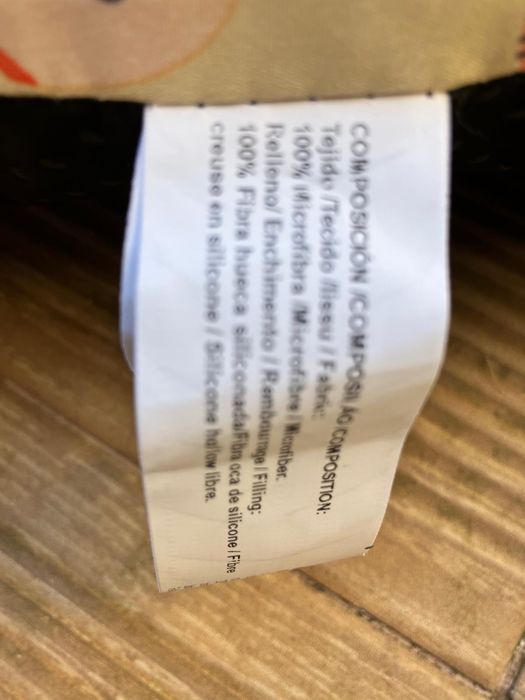 COMPOSICIÓN /COMPOSIÇÃO /COMPOSITION:
Tejido /Tecido /Tissu / Fabric:
100% Microfibra /Microfibre / Microfiber.
Relleno/ Enchimento / Rembourrage / Filling:
100% Fibra hueca siliconada/Fibra oca de silicone / Fibre
creuse en silicone / Silicone hollow fibre.